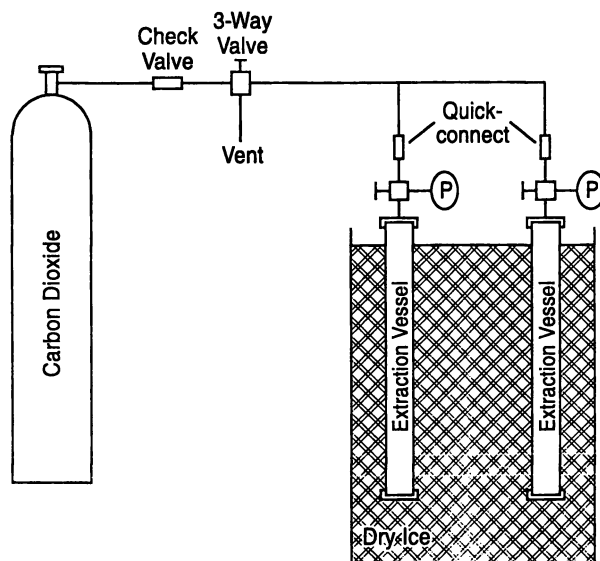 3-Way
Valve
Check
Valve
Vent
Quick-
connect
P
P
Carbon Dioxide
Extraction Vessel
Extraction Vessel
Dry Ice